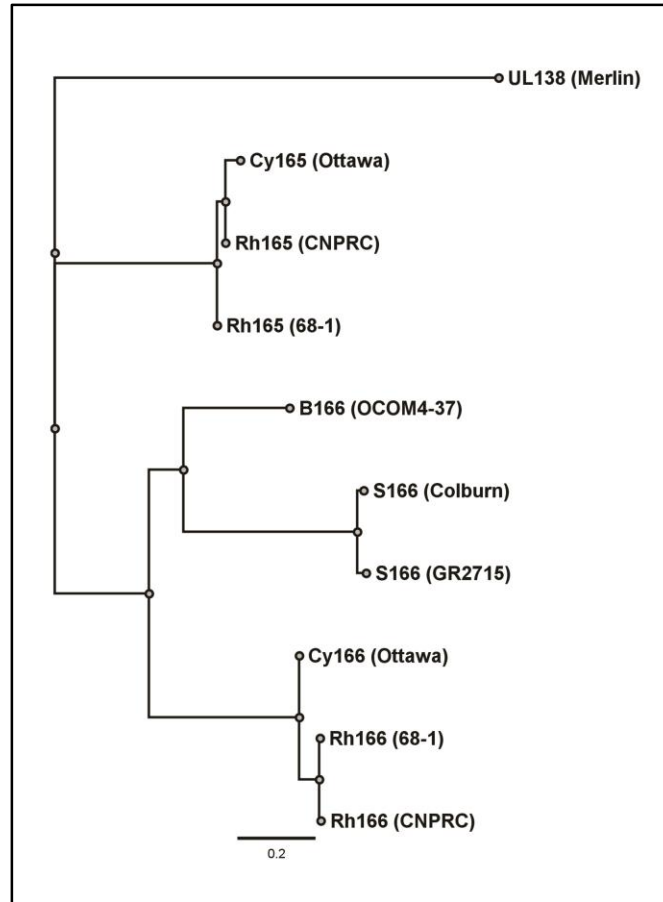 UL138 (Merlin)
Cy165 (Ottawa)
Rh165 (CNPRC)
Rh165 (68-1)
B166 (OCOM4-37)
S166 (Colburn)
S166 (GR2715)
Cy166 (Ottawa)
Rh166 (68-1)
Rh166 (CNPRC)
0.2